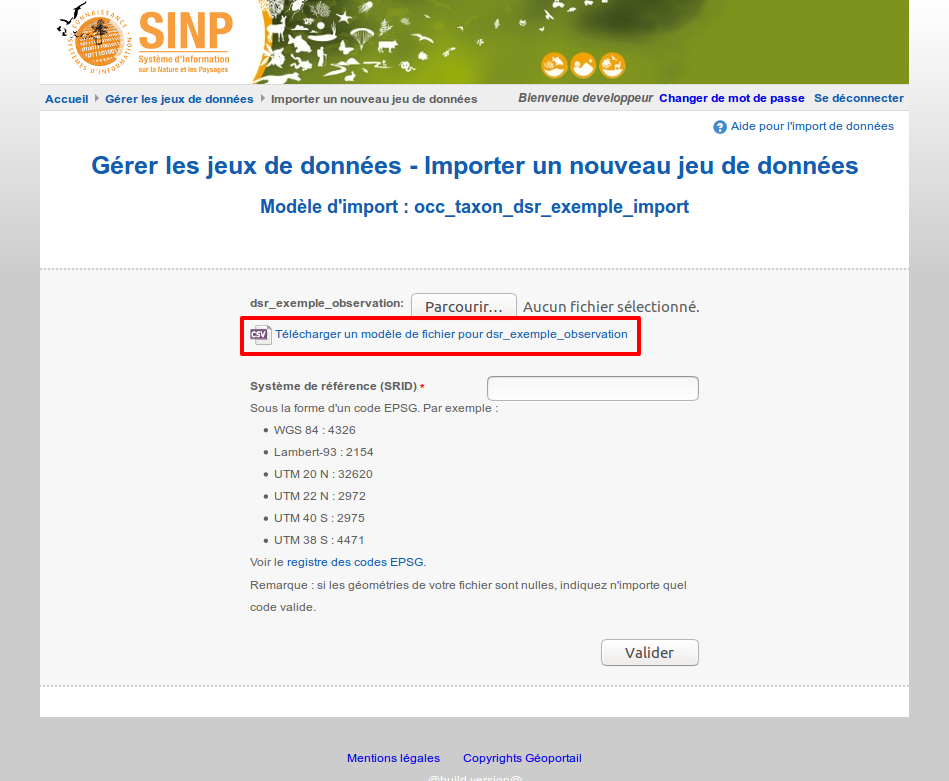 SINP
Système d'Information
sur la Nature et les Paysages
Accueil Gérer les jeux de données Importer un nouveau jeu de données Bienvenue developpeur Changer de mot de passe Se déconnecter
Aide pour l'import de données
Gérer les jeux de données - Importer un nouveau jeu de données
Modèle d'import : occ_taxon_dsr_exemple_import
dsr_exemple_observation: Parcourir... Aucun fichier sélectionné.
CSV Télécharger un modèle de fichier pour dsr_exemple_observation
Système de référence (SRID) *
Sous la forme d'un code EPSG. Par exemple :
• WGS 84 : 4326
• Lambert-93 : 2154
• UTM 20 N : 32620
• UTM 22 N : 2972
• UTM 40 S : 2975
• UTM 38 S : 4471
Voir le registre des codes EPSG.
Remarque : si les géométries de votre fichier sont nulles, indiquez n'importe quel
code valide.
Valider
Mentions légales Copyrights Géoportail
@build.version@